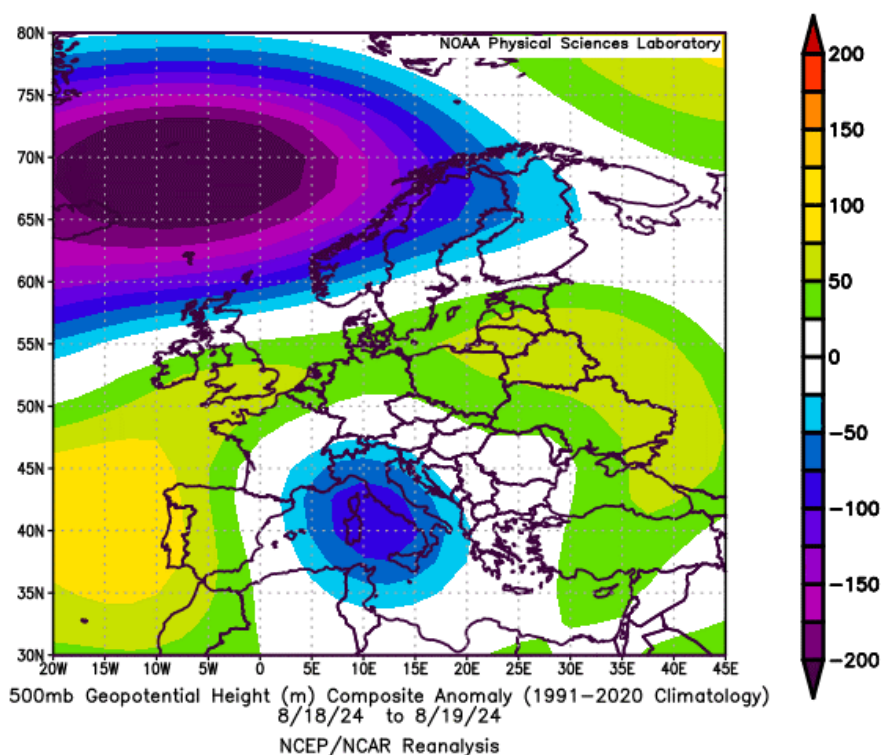 NOAA Physical Sciences Laboratory
80N
75N
70N
65N
60N
55N
50N
45N
40N
35N
30N
20W 15W 10W 5W 0 5E 10E 15E 20E 25E 30E 35E 40E 45E
200
150
100
50
0
-50
-100
-150
-200
500mb Geopotential Height (m) Composite Anomaly (1991-2020 Climatology)
8/18/24 to 8/19/24
NCEP/NCAR Reanalysis